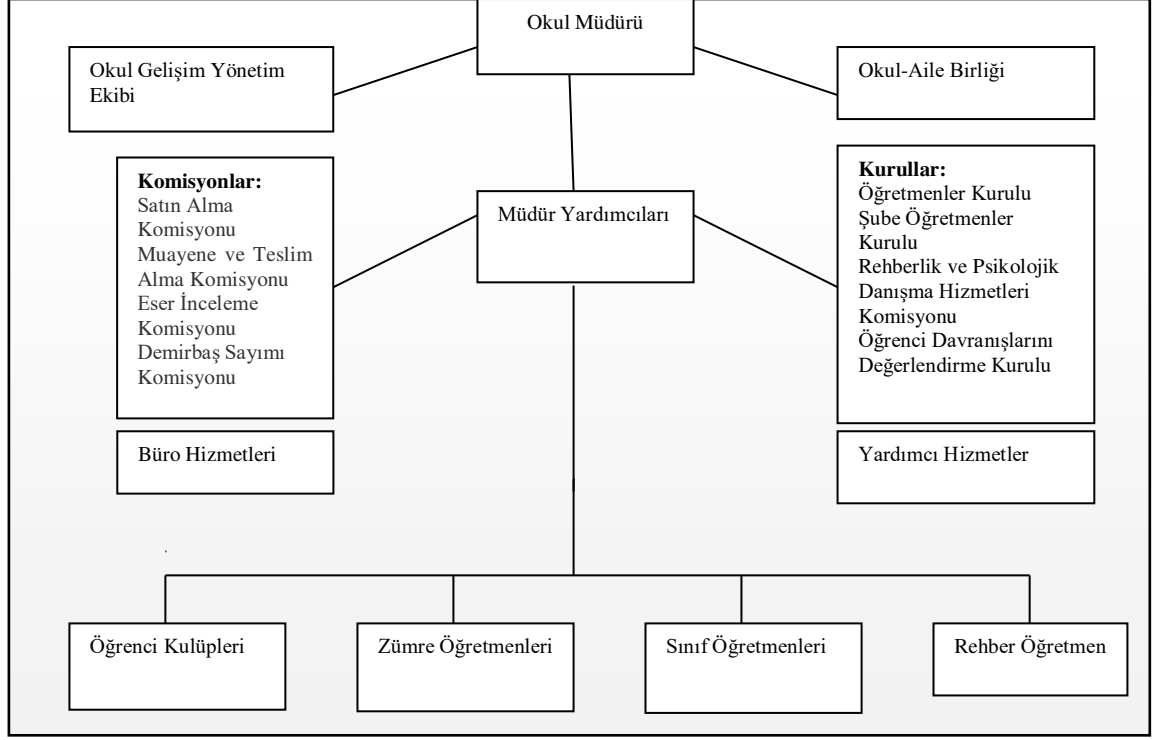 Okul Müdürü
Okul Gelişim Yönetim
Ekibi
Okul-Aile Birliği
Komisyonlar:
Satın Alma
Komisyonu
Muayene ve Teslim
Alma Komisyonu
Eser İnceleme
Komisyonu
Demirbaş Sayımı
Komisyonu
Müdür Yardımcıları
Kurullar:
Öğretmenler Kurulu
Şube Öğretmenler
Kurulu
Rehberlik ve Psikolojik
Danışma Hizmetleri
Komisyonu
Öğrenci Davranışlarını
Değerlendirme Kurulu
Büro Hizmetleri
Yardımcı Hizmetler
Öğrenci Kulüpleri
Zümre Öğretmenleri
Sınıf Öğretmenleri
Rehber Öğretmen